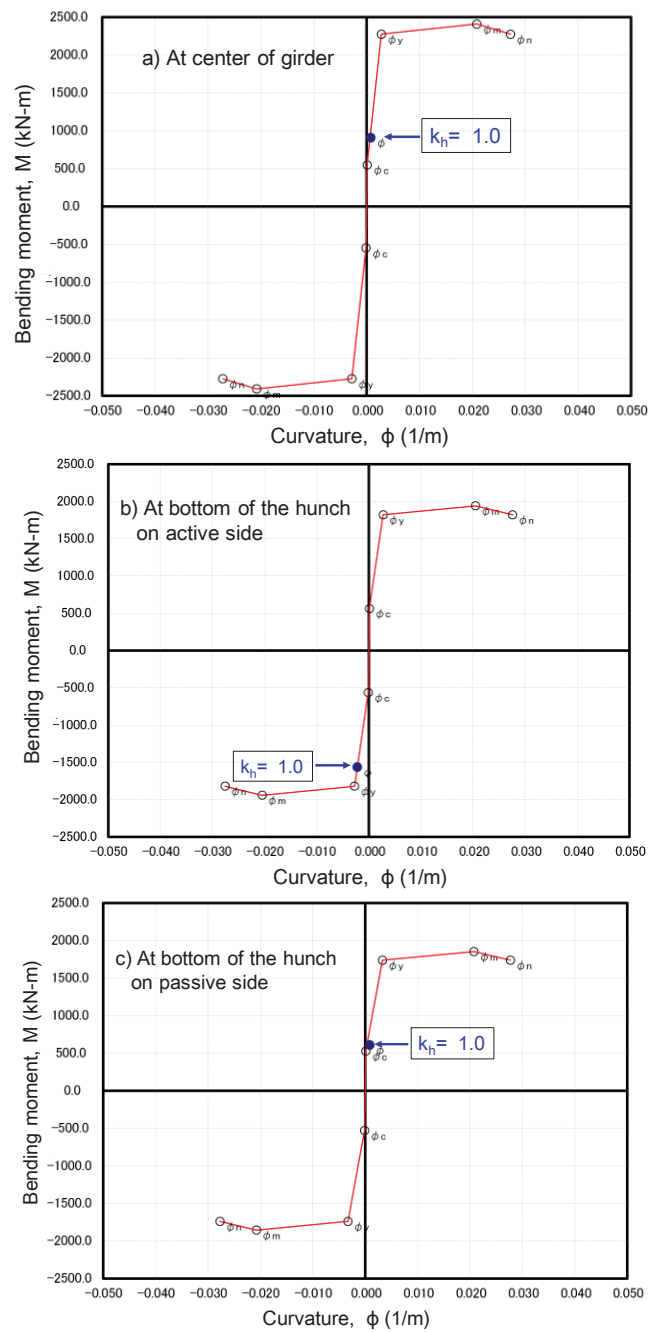 2500.0
2000.0
1500.0
1000.0
500.0
0.0
-500.0
-1000.0
-1500.0
-2000.0
-2500.0
Bending moment, M (kN-m)
a) At center of girder
ϕy
ϕm
ϕn
ϕ
kh= 1.0
ϕc
ϕc
ϕn
ϕm
ϕy
-0.050 -0.040 -0.030 -0.020 -0.010 0.000 0.010 0.020 0.030 0.040 0.050
Curvature, ϕ (1/m)
2500.0
2000.0
1500.0
1000.0
500.0
0.0
-500.0
-1000.0
-1500.0
-2000.0
-2500.0
Bending moment, M (kN-m)
b) At bottom of the hunch
on active side
ϕy
ϕm
ϕn
ϕc
ϕc
kh= 1.0
ϕ
ϕn
ϕm
ϕy
-0.050 -0.040 -0.030 -0.020 -0.010 0.000 0.010 0.020 0.030 0.040 0.050
Curvature, ϕ (1/m)
2500.0
2000.0
1500.0
1000.0
500.0
0.0
-500.0
-1000.0
-1500.0
-2000.0
-2500.0
Bending moment, M (kN-m)
c) At bottom of the hunch
on passive side
ϕy
ϕm
ϕn
ϕ
kh= 1.0
ϕc
ϕc
ϕn
ϕm
ϕy
-0.050 -0.040 -0.030 -0.020 -0.010 0.000 0.010 0.020 0.030 0.040 0.050
Curvature, ϕ (1/m)